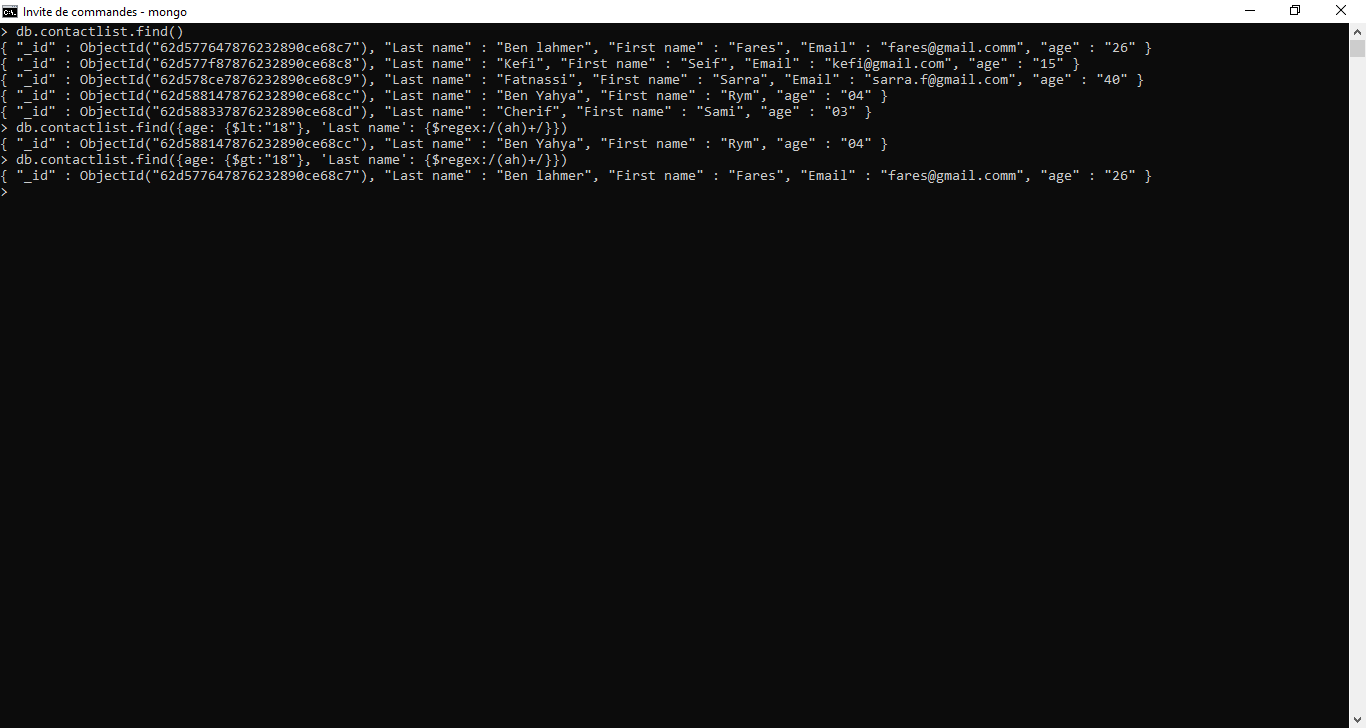 Invite de commandes - mongo
> db.contactlist.find()
{ "_id" : ObjectId("62d577647876232890ce68c7"), "Last name" : "Ben lahmer", "First name" : "Fares", "Email" : "fares@gmail.comm", "age" : "26" }
{ "_id" : ObjectId("62d577f87876232890ce68c8"), "Last name" : "Kefi", "First name" : "Seif", "Email" : "kefi@gmail.com", "age" : "15" }
{ "_id" : ObjectId("62d578ce7876232890ce68c9"), "Last name" : "Fatnassi", "First name" : "Sarra", "Email" : "sarra.f@gmail.com", "age" : "40" }
{ "_id" : ObjectId("62d588147876232890ce68cc"), "Last name" : "Ben Yahya", "First name" : "Rym", "age" : "04" }
{ "_id" : ObjectId("62d588337876232890ce68cd"), "Last name" : "Cherif", "First name" : "Sami", "age" : "03" }
> db.contactlist.find({age: {$lt:"18"}, 'Last name': {$regex:/(ah)+/}})
{ "_id" : ObjectId("62d588147876232890ce68cc"), "Last name" : "Ben Yahya", "First name" : "Rym", "age" : "04" }
> db.contactlist.find({age: {$gt:"18"}, 'Last name': {$regex:/(ah)+/}})
{ "_id" : ObjectId("62d577647876232890ce68c7"), "Last name" : "Ben lahmer", "First name" : "Fares", "Email" : "fares@gmail.comm", "age" : "26" }
>